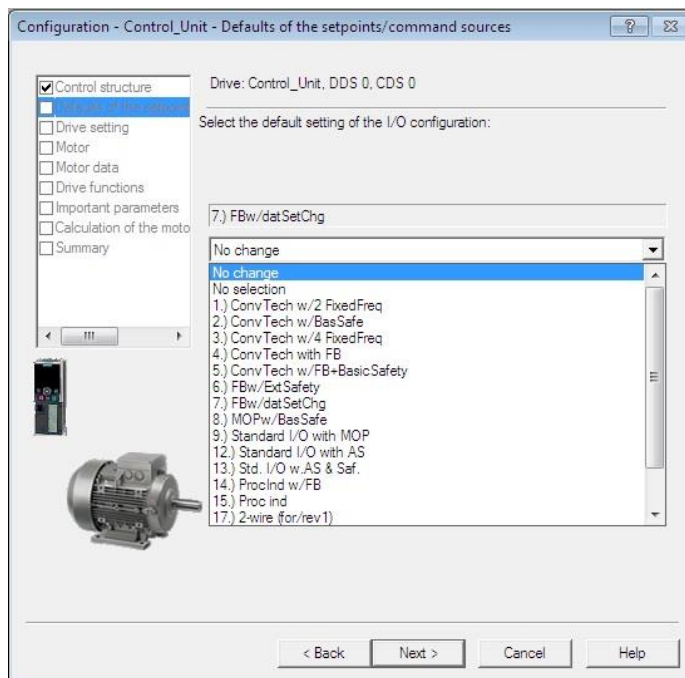 Configuration - Control_Unit - Defaults of the setpoints/command sources
Control structure
Defaults of the setpoint
Drive setting
Motor
Motor data
Drive functions
Important parameters
Calculation of the moto
Summary
Drive: Control_Unit, DDS 0, CDS 0
Select the default setting of the I/O configuration:
7.) FBw/datSetChg
No change
No change
No selection
1.) ConvTech w/2 FixedFreq
2.) ConvTech w/BasSafe
3.) ConvTech w/4 FixedFreq
4.) ConvTech with FB
5.) ConvTech w/FB+BasicSafety
6.) FBw/ExtSafety
7.) FBw/datSetChg
8.) MOPw/BasSafe
9.) Standard I/O with MOP
12.) Standard I/O with AS
13.) Std. I/O w.AS & Saf.
14.) ProcInd w/FB
15.) Proc ind
17.) 2-wire (for/rev1)
< Back
Next >
Cancel
Help